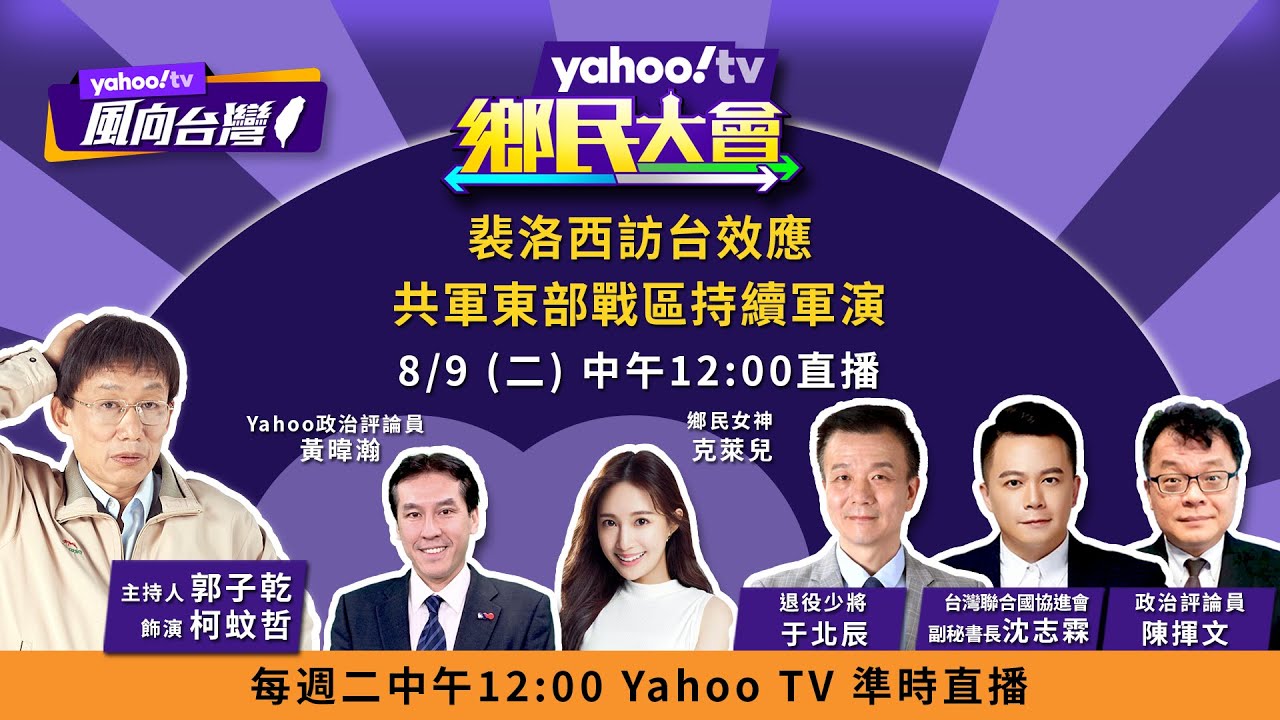 yahoo!tv
風向台灣
yahoo!tv
鄉民大會
裴洛西訪台效應
共軍東部戰區持續軍演
8/9 (二) 中午12:00直播
Yahoo政治評論員
黃暐瀚
鄉民女神
克萊兒
主持人 郭子乾
飾演 柯蚊哲
退役少將
于北辰
台灣聯合國協進會
副秘書長 沈志霖
政治評論員
陳揮文
每週二中午12:00 Yahoo TV 準時直播